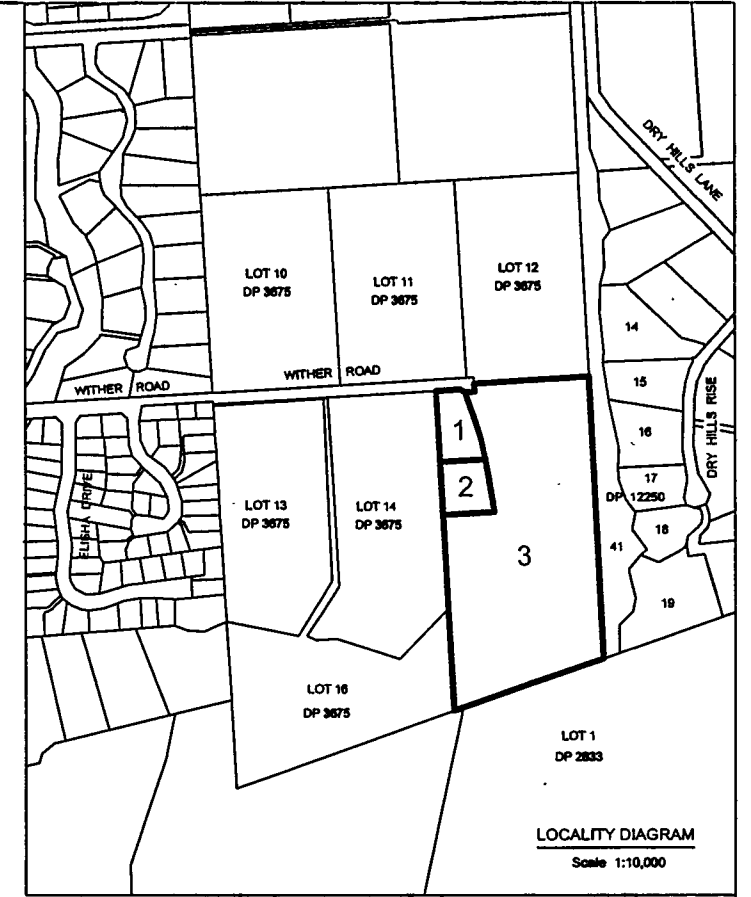 DRY HILLS LANE
LOT 10
DP 3675
LOT 11
DP 3675
LOT 12
DP 3675
14
WITHER ROAD
WITHER ROAD
15
DRY HILLS RISE
16
1
2
17
DP 12250
ELISHA DRIVE
LOT 13
DP 3675
LOT 14
DP 3675
18
3
41
19
LOT 16
DP 3675
LOT 1
DP 2833
LOCALITY DIAGRAM
Scale 1:10,000